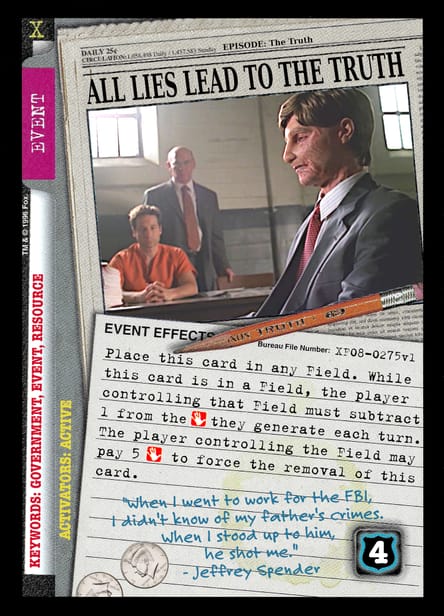 X
EVENT
TM & © 1996 Fox.
KEYWORDS: GOVERNMENT, EVENT, RESOURCE
ACTIVATORS: ACTIVE
DAILY 25¢
EPISODE: The Truth
ALL LIES LEAD TO THE TRUTH
EVENT EFFECTS
Bureau File Number: XF08-0275v1
Place this card in any Field. While
this card is in a Field, the player
controlling that Field must subtract
1 from the they generate each turn.
The player controlling the Field may
pay 5 to force the removal of this
card.
"When I went to work for the FBI,
I didn't know of my father's crimes.
When I stood up to him,
he shot me."
- Jeffrey Spender
4